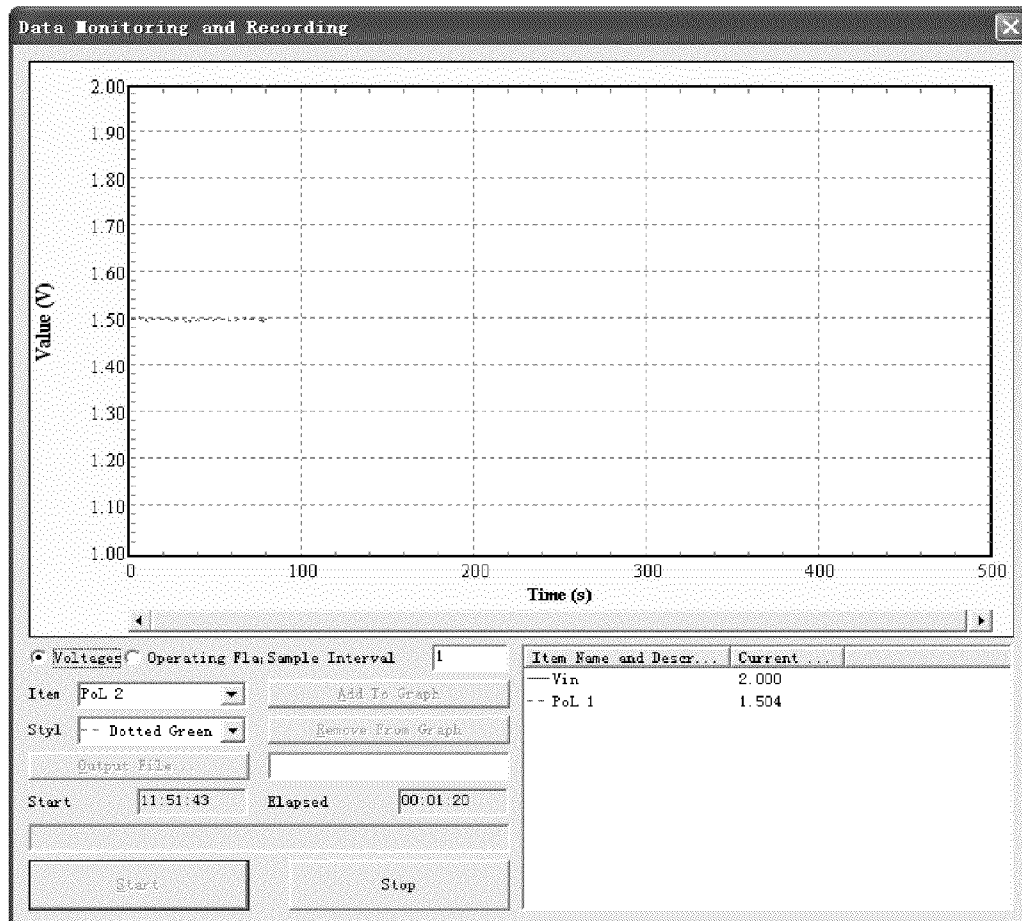 Data Monitoring and Recording
2.00
1.90
1.80
1.70
1.60
1.50
1.40
1.30
1.20
1.10
1.00
Value (V)
0 100 200 300 400 500
Time (s)
Voltages Operating Fla; Sample Interval 1
Item PoL 2 Add To Graph
Styl -- Dotted Green Remove From Graph
Output File...
Start 11:51:43 Elapsed 00:01:20
Start Stop
Item Name and Descr... Current ...
Vin 2.000
PoL 1 1.504